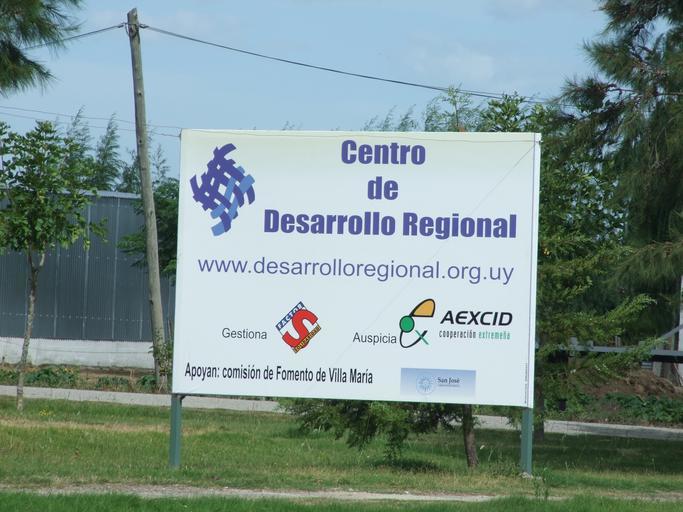 Centro
de
Desarrollo Regional
www.desarrolloregional.org.uy
Gestiona
FACTOR
S
Auspicia
AEXCID
cooperación extremeña
Apoyan: comisión de Fomento de Villa María
San José